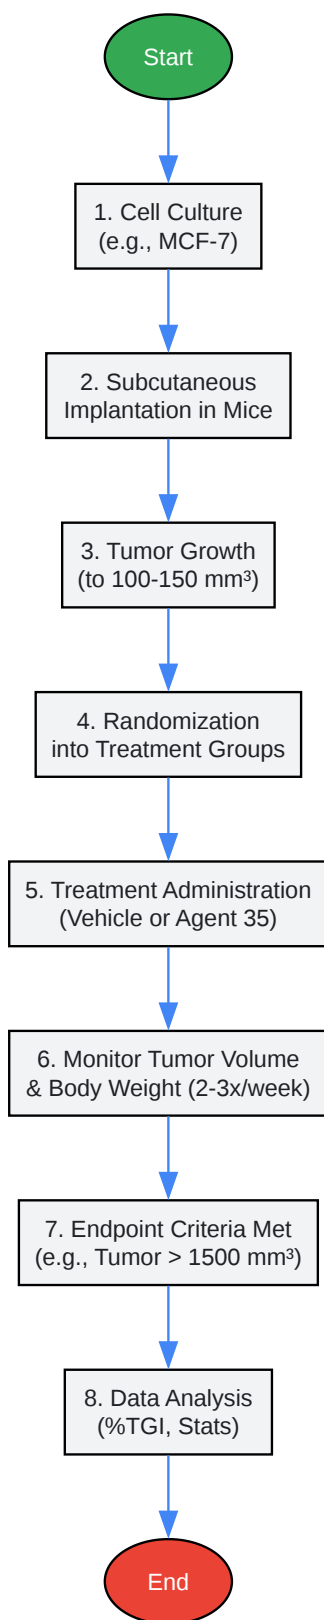 Start
1. Cell Culture
(e.g., MCF-7)
2. Subcutaneous
Implantation in Mice
3. Tumor Growth
(to 100-150 mm³)
4. Randomization
into Treatment Groups
5. Treatment Administration
(Vehicle or Agent 35)
6. Monitor Tumor Volume
& Body Weight (2-3x/week)
7. Endpoint Criteria Met
(e.g., Tumor > 1500 mm³)
8. Data Analysis
(%TGI, Stats)
End